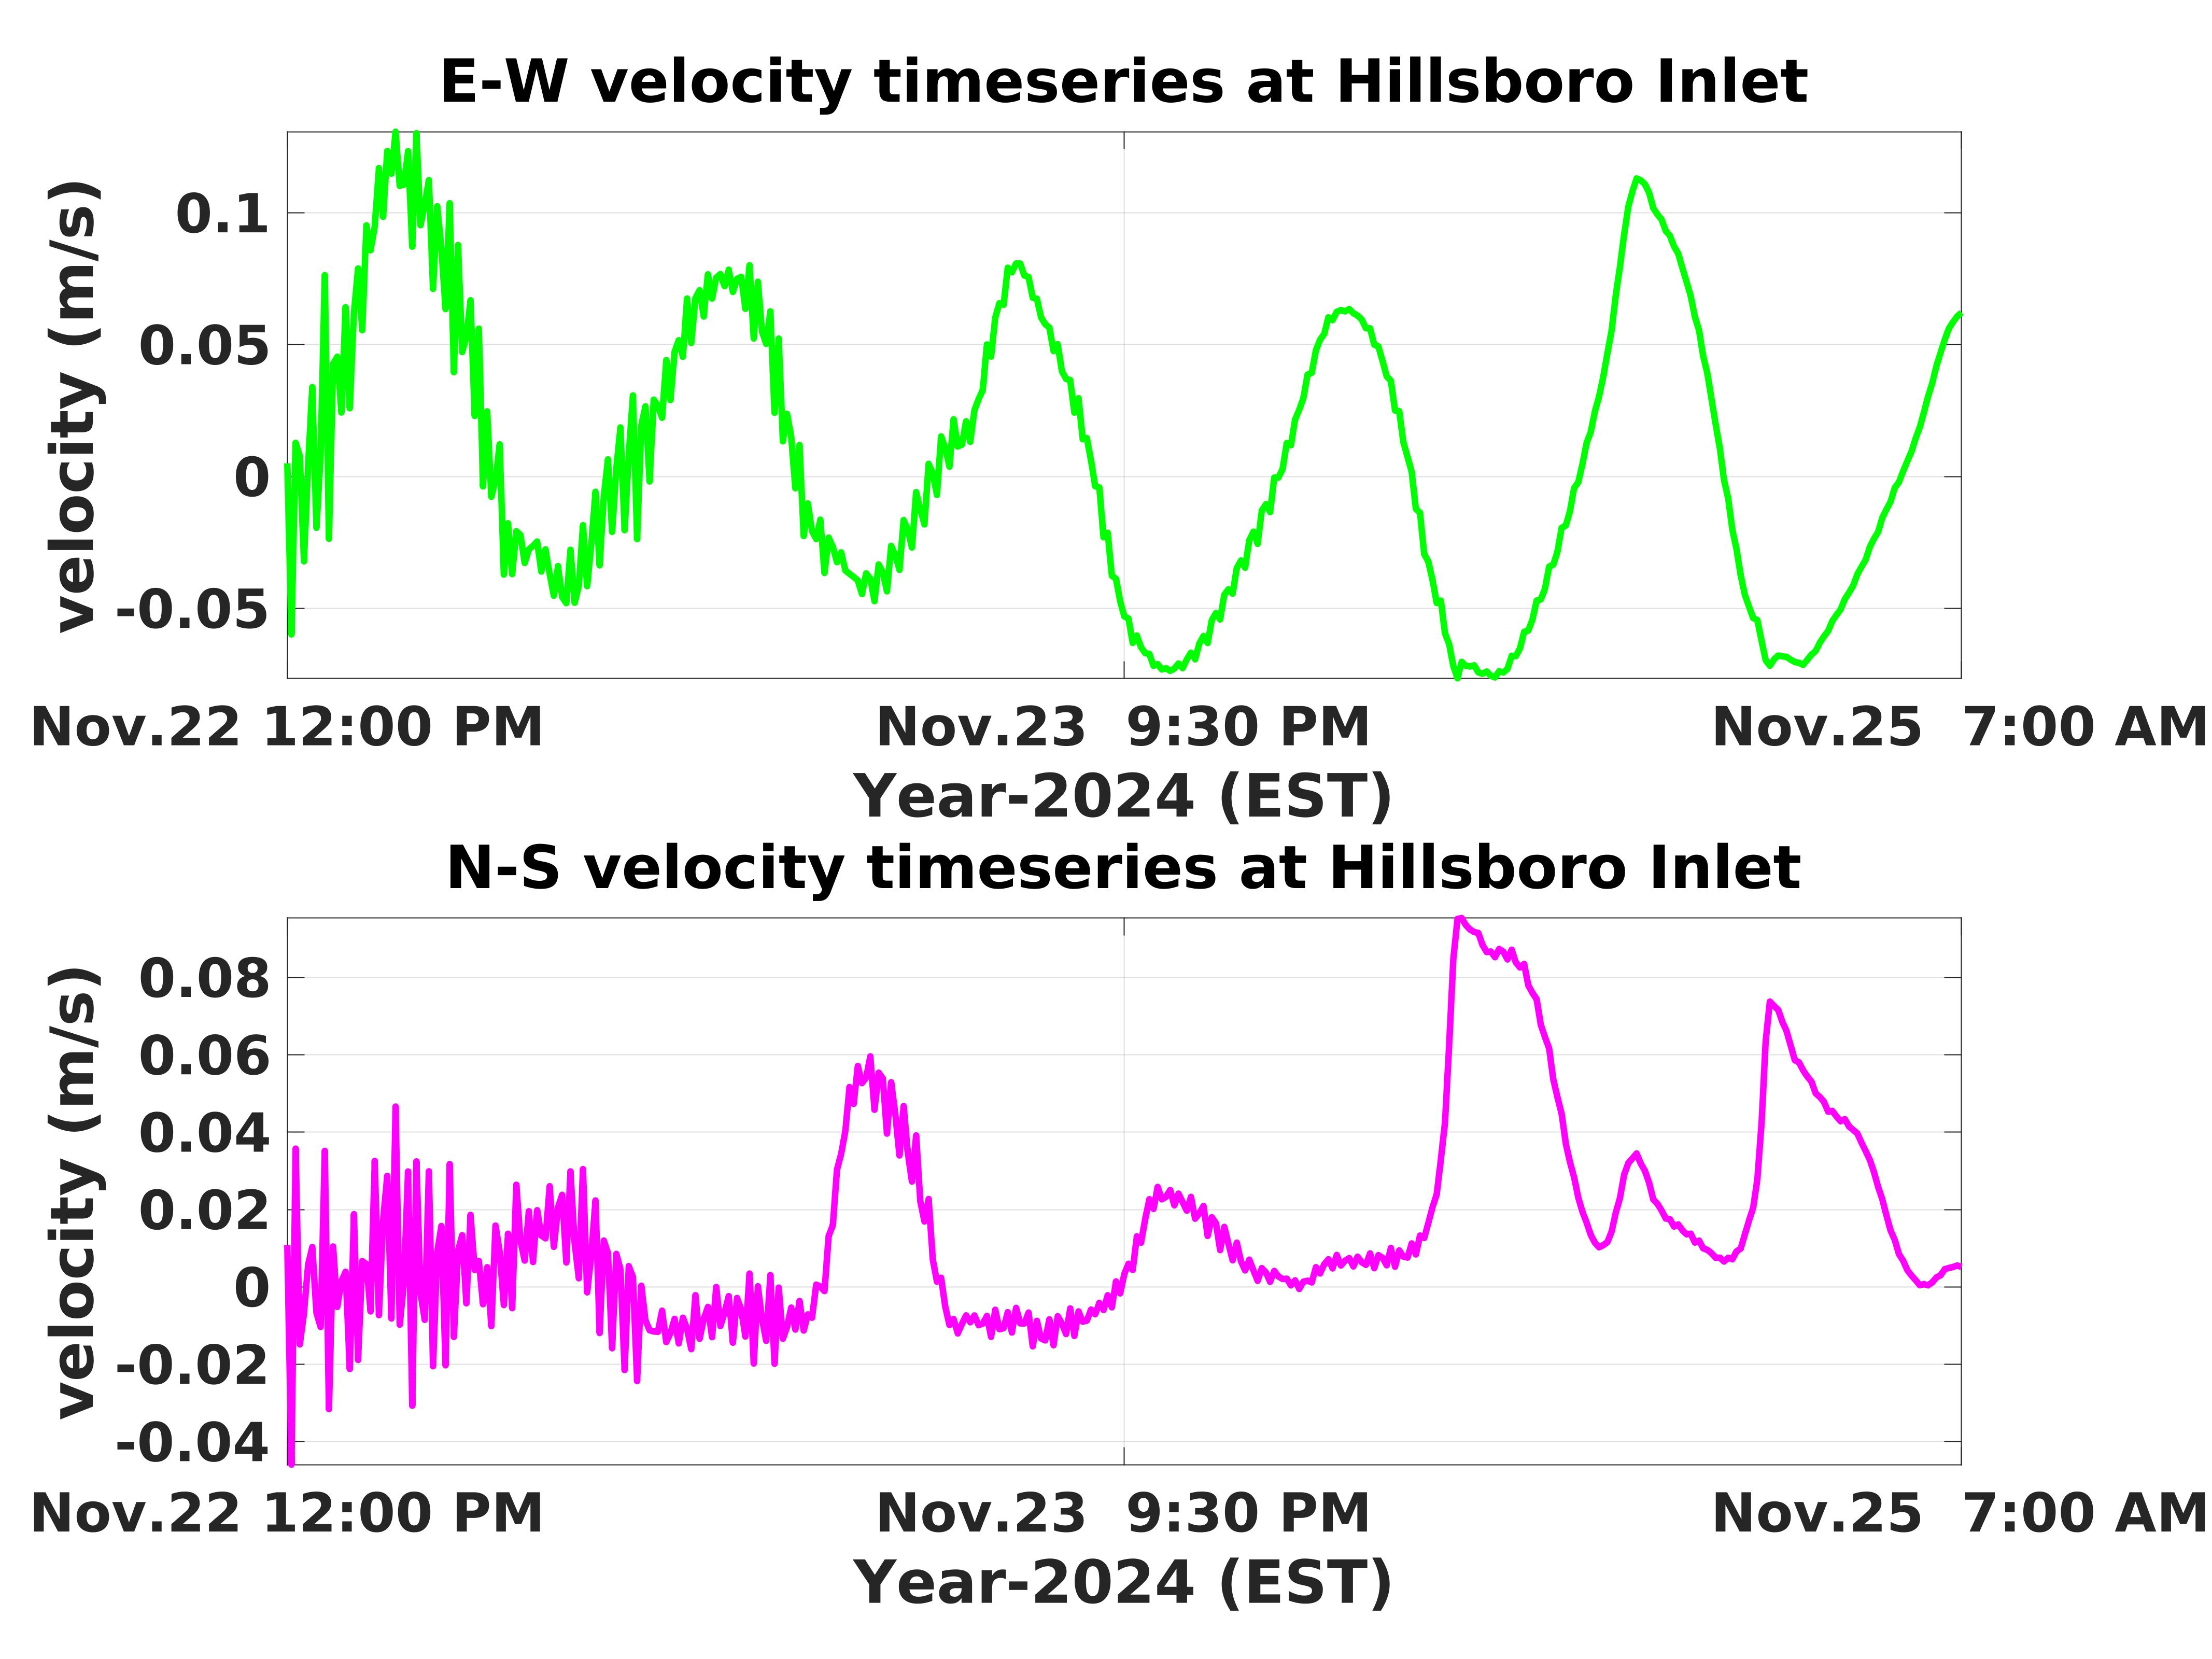 E-W velocity timeseries at Hillsboro Inlet
velocity (m/s)
0.1
0.05
0
-0.05
Nov.22 12:00 PM Nov.23 9:30 PM Nov.25 7:00 AM
Year-2024 (EST)
N-S velocity timeseries at Hillsboro Inlet
velocity (m/s)
0.08
0.06
0.04
0.02
0
-0.02
-0.04
Nov.22 12:00 PM Nov.23 9:30 PM Nov.25 7:00 AM
Year-2024 (EST)